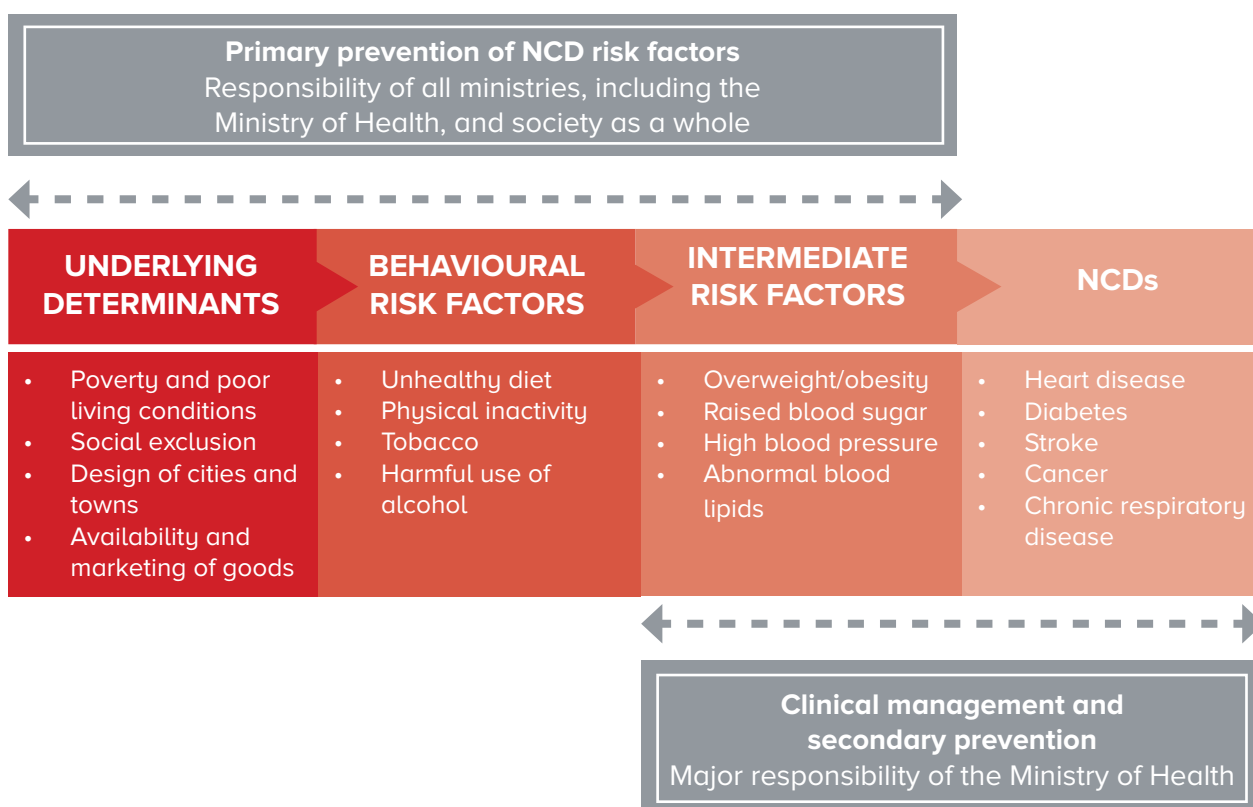 Primary prevention of NCD risk factors
Responsibility of all ministries, including the
Ministry of Health, and society as a whole
UNDERLYING
DETERMINANTS
• Poverty and poor
living conditions
• Social exclusion
• Design of cities and
towns
• Availability and
marketing of goods
BEHAVIOURAL
RISK FACTORS
• Unhealthy diet
• Physical inactivity
• Tobacco
• Harmful use of
alcohol
INTERMEDIATE
RISK FACTORS
• Overweight/obesity
• Raised blood sugar
• High blood pressure
• Abnormal blood
lipids
NCDs
• Heart disease
• Diabetes
• Stroke
• Cancer
• Chronic respiratory
disease
Clinical management and
secondary prevention
Major responsibility of the Ministry of Health